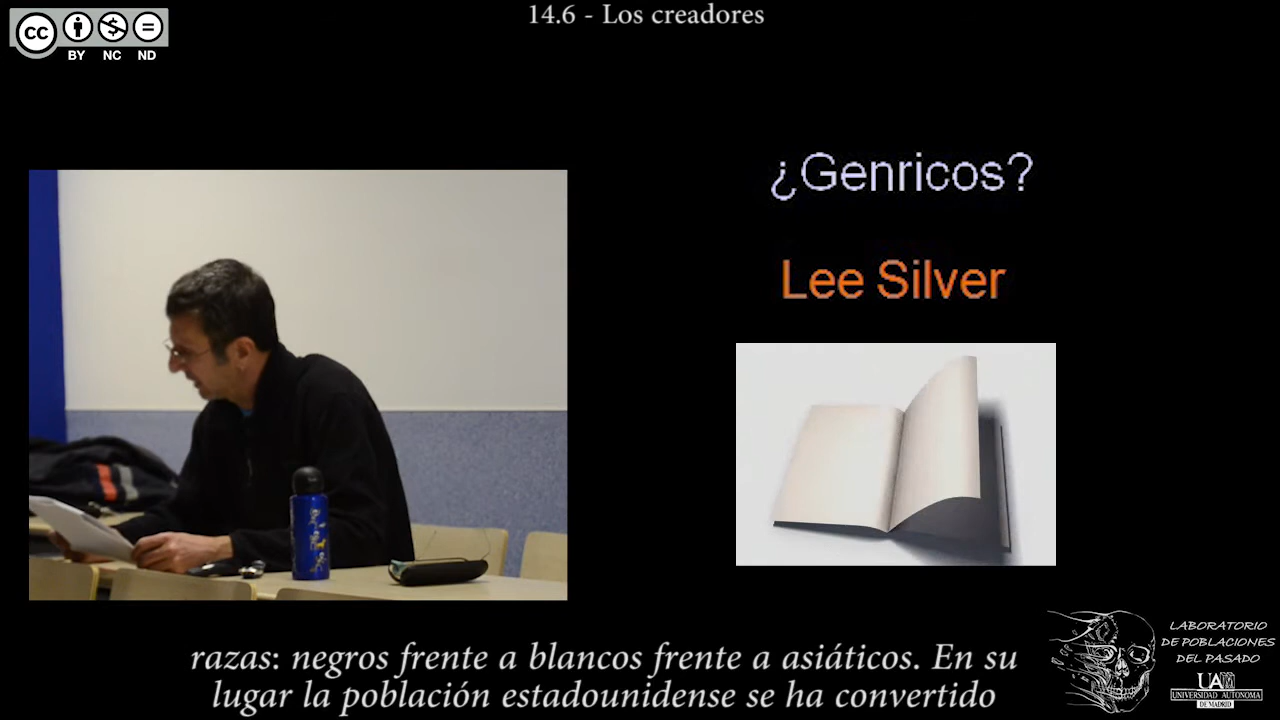 14.6 - Los creadores
cc
BY NC ND
¿Genricos?
Lee Silver
razas: negros frente a blancos frente a asiáticos. En su
lugar la población estadounidense se ha convertido
LABORATORIO
DE POBLACIONES
DEL PASADO
UAM
UNIVERSIDAD AUTONOMA
DE MADRID